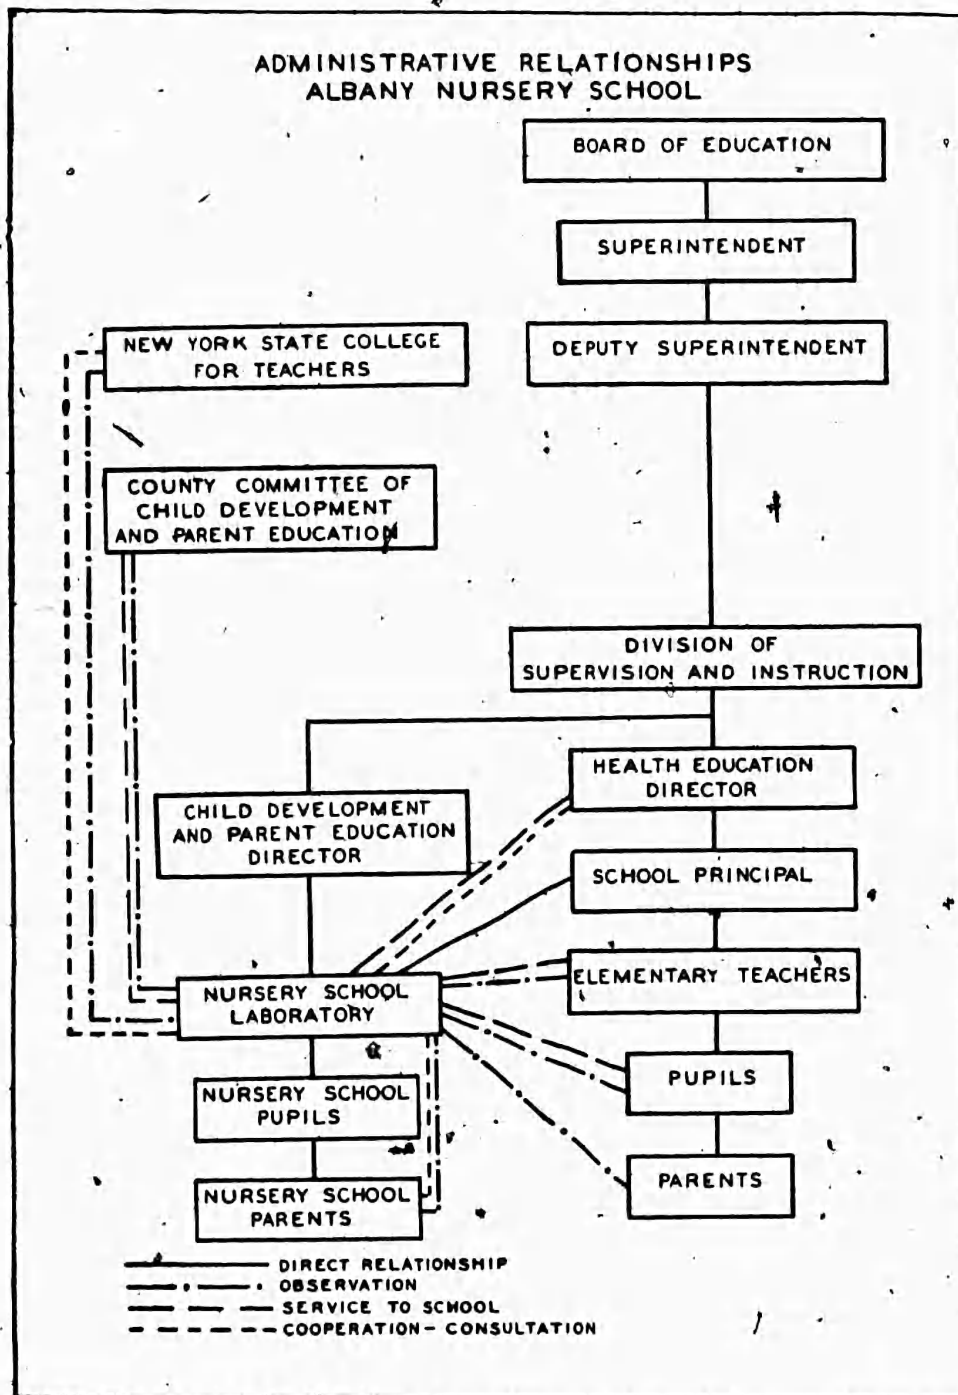 ADMINISTRATIVE RELATIONSHIPS
ALBANY NURSERY SCHOOL
BOARD OF EDUCATION
SUPERINTENDENT
DEPUTY SUPERINTENDENT
NEW YORK STATE COLLEGE
FOR TEACHERS
COUNTY COMMITTEE OF
CHILD DEVELOPMENT
AND PARENT EDUCATION
DIVISION OF
SUPERVISION AND INSTRUCTION
HEALTH EDUCATION
DIRECTOR
CHILD DEVELOPMENT
AND PARENT EDUCATION
DIRECTOR
SCHOOL PRINCIPAL
ELEMENTARY TEACHERS
NURSERY SCHOOL
LABORATORY
PUPILS
NURSERY SCHOOL
PUPILS
PARENTS
NURSERY SCHOOL
PARENTS
DIRECT RELATIONSHIP
OBSERVATION
SERVICE TO SCHOOL
COOPERATION - CONSULTATION